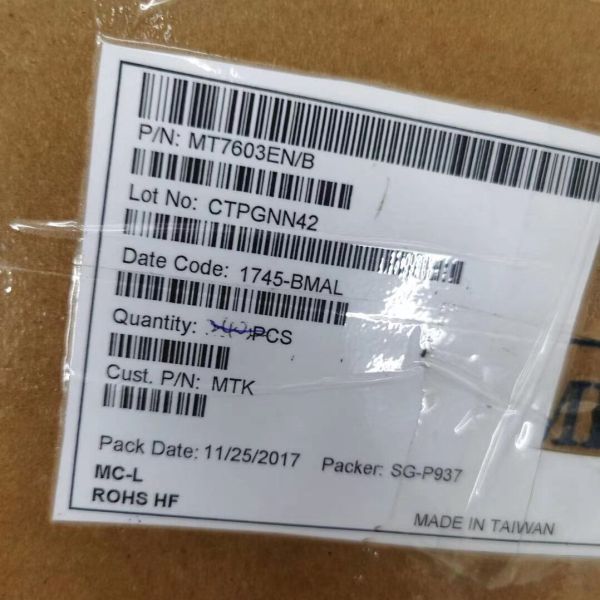 P/N: MT7603EN/B
Lot No: CTPGNN42
Date Code: 1745-BMAL
Quantity: PCS
Cust. P/N: MTK
Pack Date: 11/25/2017 Packer: SG-P937
MC-L
ROHS HF
MADE IN TAIWAN